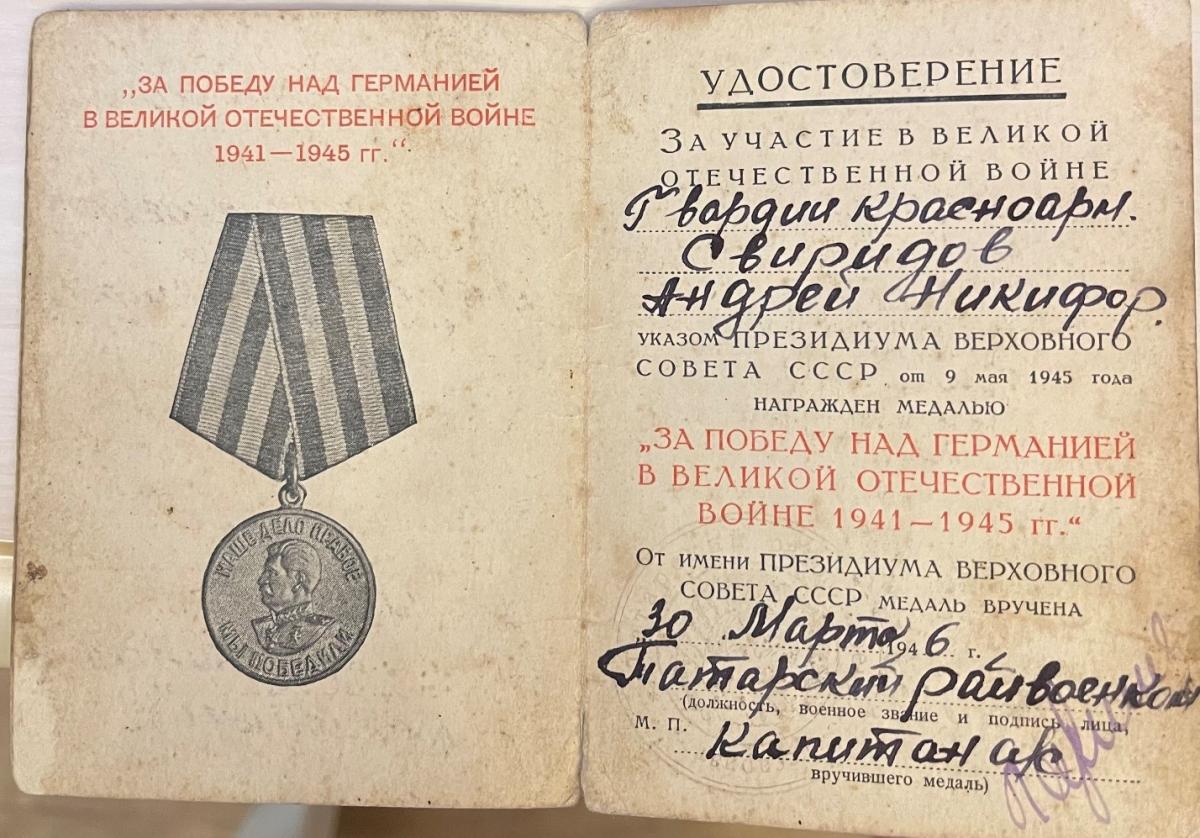 „ЗА ПОБЕДУ НАД ГЕРМАНИЕЙ
В ВЕЛИКОЙ ОТЕЧЕСТВЕННОЙ ВОЙНЕ
1941—1945 гг.“
НАШЕ ДЕЛО ПРАВОЕ
МЫ ПОБЕДИЛИ
УДОСТОВЕРЕНИЕ
ЗА УЧАСТИЕ В ВЕЛИКОЙ
ОТЕЧЕСТВЕННОЙ ВОЙНЕ
Гвардии красноарм.
Свиридов
Андрей Никифор.
УКАЗОМ ПРЕЗИДИУМА ВЕРХОВНОГО
СОВЕТА СССР от 9 мая 1945 года
НАГРАЖДЕН МЕДАЛЬЮ
„ЗА ПОБЕДУ НАД ГЕРМАНИЕЙ
В ВЕЛИКОЙ ОТЕЧЕСТВЕННОЙ
ВОЙНЕ 1941—1945 гг.“
ОТ ИМЕНИ ПРЕЗИДИУМА ВЕРХОВНОГО
СОВЕТА СССР МЕДАЛЬ ВРУЧЕНА
30 Марта 1946 г.
Татарский райвоенком
(должность, военное звание и подпись лица,
М. П.
капитан а/с
вручившего медаль)